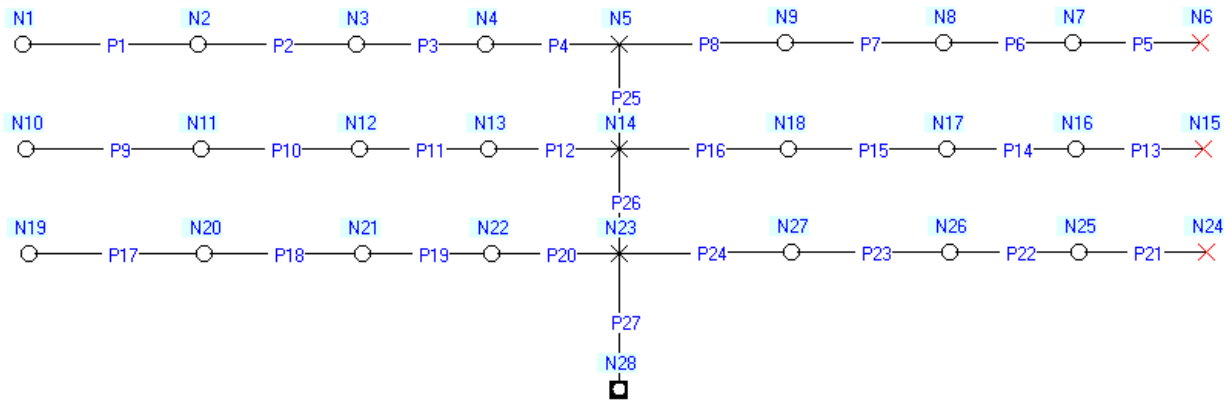 N1 N2 N3 N4 N5 N9 N8 N7 N6
P1 P2 P3 P4 P8 P7 P6 P5
P25
N10 N11 N12 N13 N14 N18 N17 N16 N15
P9 P10 P11 P12 P16 P15 P14 P13
P26
N19 N20 N21 N22 N23 N27 N26 N25 N24
P17 P18 P19 P20 P24 P23 P22 P21
P27
N28